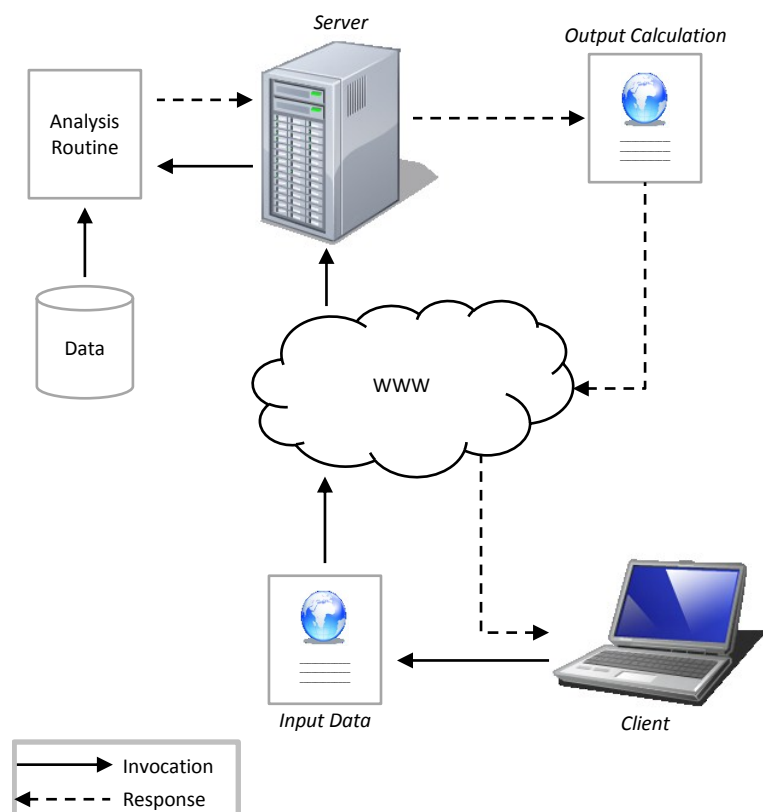 Server
Output Calculation
Analysis
Routine
Data
WWW
Input Data
Client
Invocation
Response